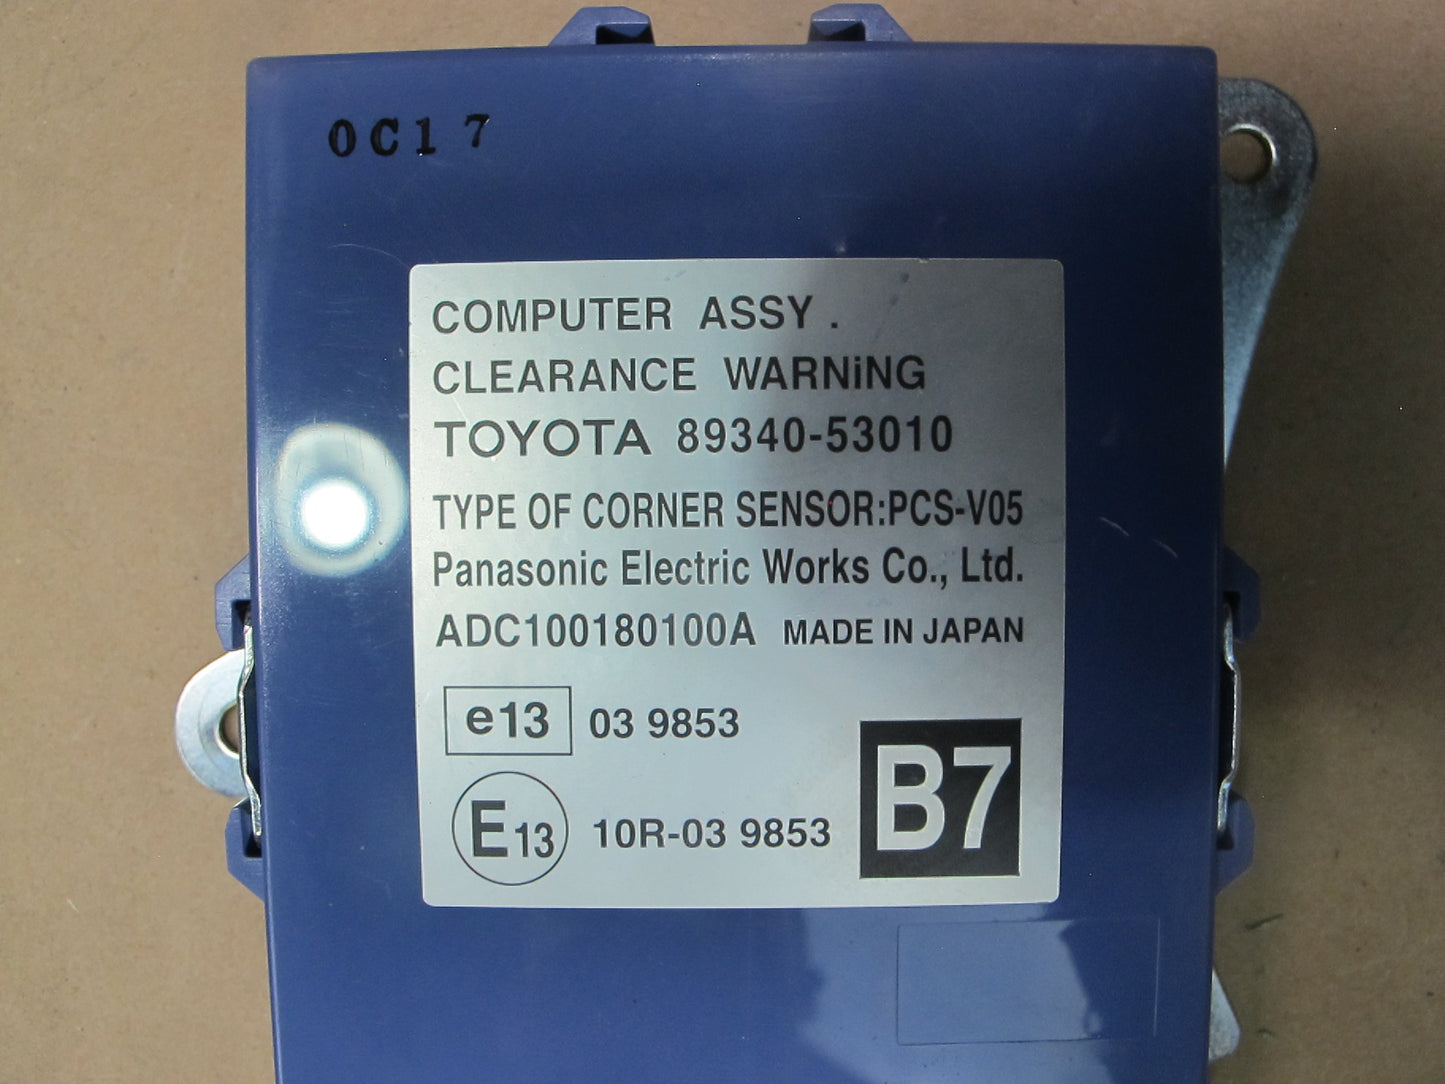 0C17
COMPUTER ASSY.
CLEARANCE WARNiNG
TOYOTA 89340-53010
TYPE OF CORNER SENSOR:PCS-V05
Panasonic Electric Works Co., Ltd.
ADC100180100A MADE IN JAPAN
e13 03 9853
E13 10R-03 9853
B7